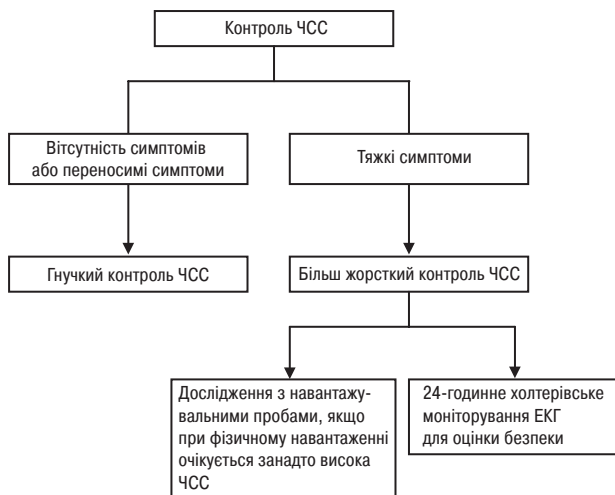 Контроль ЧСС
Вітсутність симптомів
або переносимі симптоми
Тяжкі симптоми
Гнучкий контроль ЧСС
Більш жорсткий контроль ЧСС
Дослідження з навантажу-
вальними пробами, якщо
при фізичному навантаженні
очікується занадто висока
ЧСС
24-годинне холтерівське
моніторування ЕКГ
для оцінки безпеки